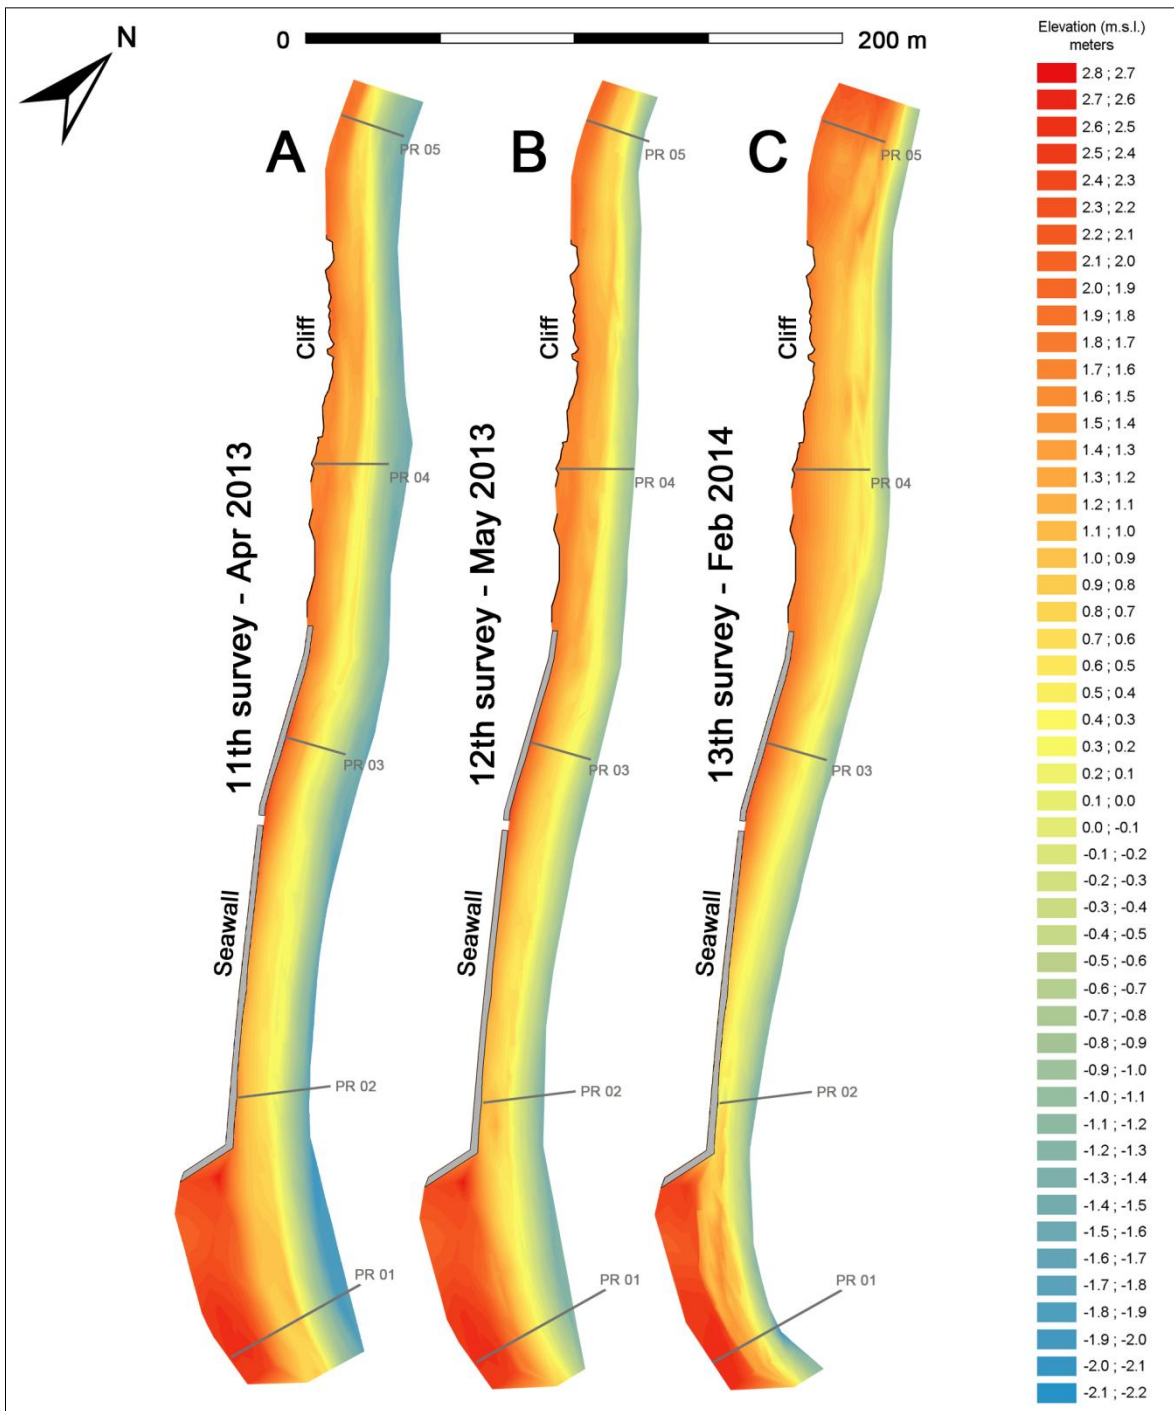 N
0
200 m
Elevation (m.s.l.)
meters
A
B
C
PR 05
PR 05
PR 05
Cliff
Cliff
Cliff
11th survey - Apr 2013
12th survey - May 2013
13th survey - Feb 2014
PR 04
PR 04
PR 04
PR 03
PR 03
PR 03
Seawall
Seawall
Seawall
PR 02
PR 02
PR 02
PR 01
PR 01
PR 01
2.8 ; 2.7
2.7 ; 2.6
2.6 ; 2.5
2.5 ; 2.4
2.4 ; 2.3
2.3 ; 2.2
2.2 ; 2.1
2.1 ; 2.0
2.0 ; 1.9
1.9 ; 1.8
1.8 ; 1.7
1.7 ; 1.6
1.6 ; 1.5
1.5 ; 1.4
1.4 ; 1.3
1.3 ; 1.2
1.2 ; 1.1
1.1 ; 1.0
1.0 ; 0.9
0.9 ; 0.8
0.8 ; 0.7
0.7 ; 0.6
0.6 ; 0.5
0.5 ; 0.4
0.4 ; 0.3
0.3 ; 0.2
0.2 ; 0.1
0.1 ; 0.0
0.0 ; -0.1
-0.1 ; -0.2
-0.2 ; -0.3
-0.3 ; -0.4
-0.4 ; -0.5
-0.5 ; -0.6
-0.6 ; -0.7
-0.7 ; -0.8
-0.8 ; -0.9
-0.9 ; -1.0
-1.0 ; -1.1
-1.1 ; -1.2
-1.2 ; -1.3
-1.3 ; -1.4
-1.4 ; -1.5
-1.5 ; -1.6
-1.6 ; -1.7
-1.7 ; -1.8
-1.8 ; -1.9
-1.9 ; -2.0
-2.0 ; -2.1
-2.1 ; -2.2